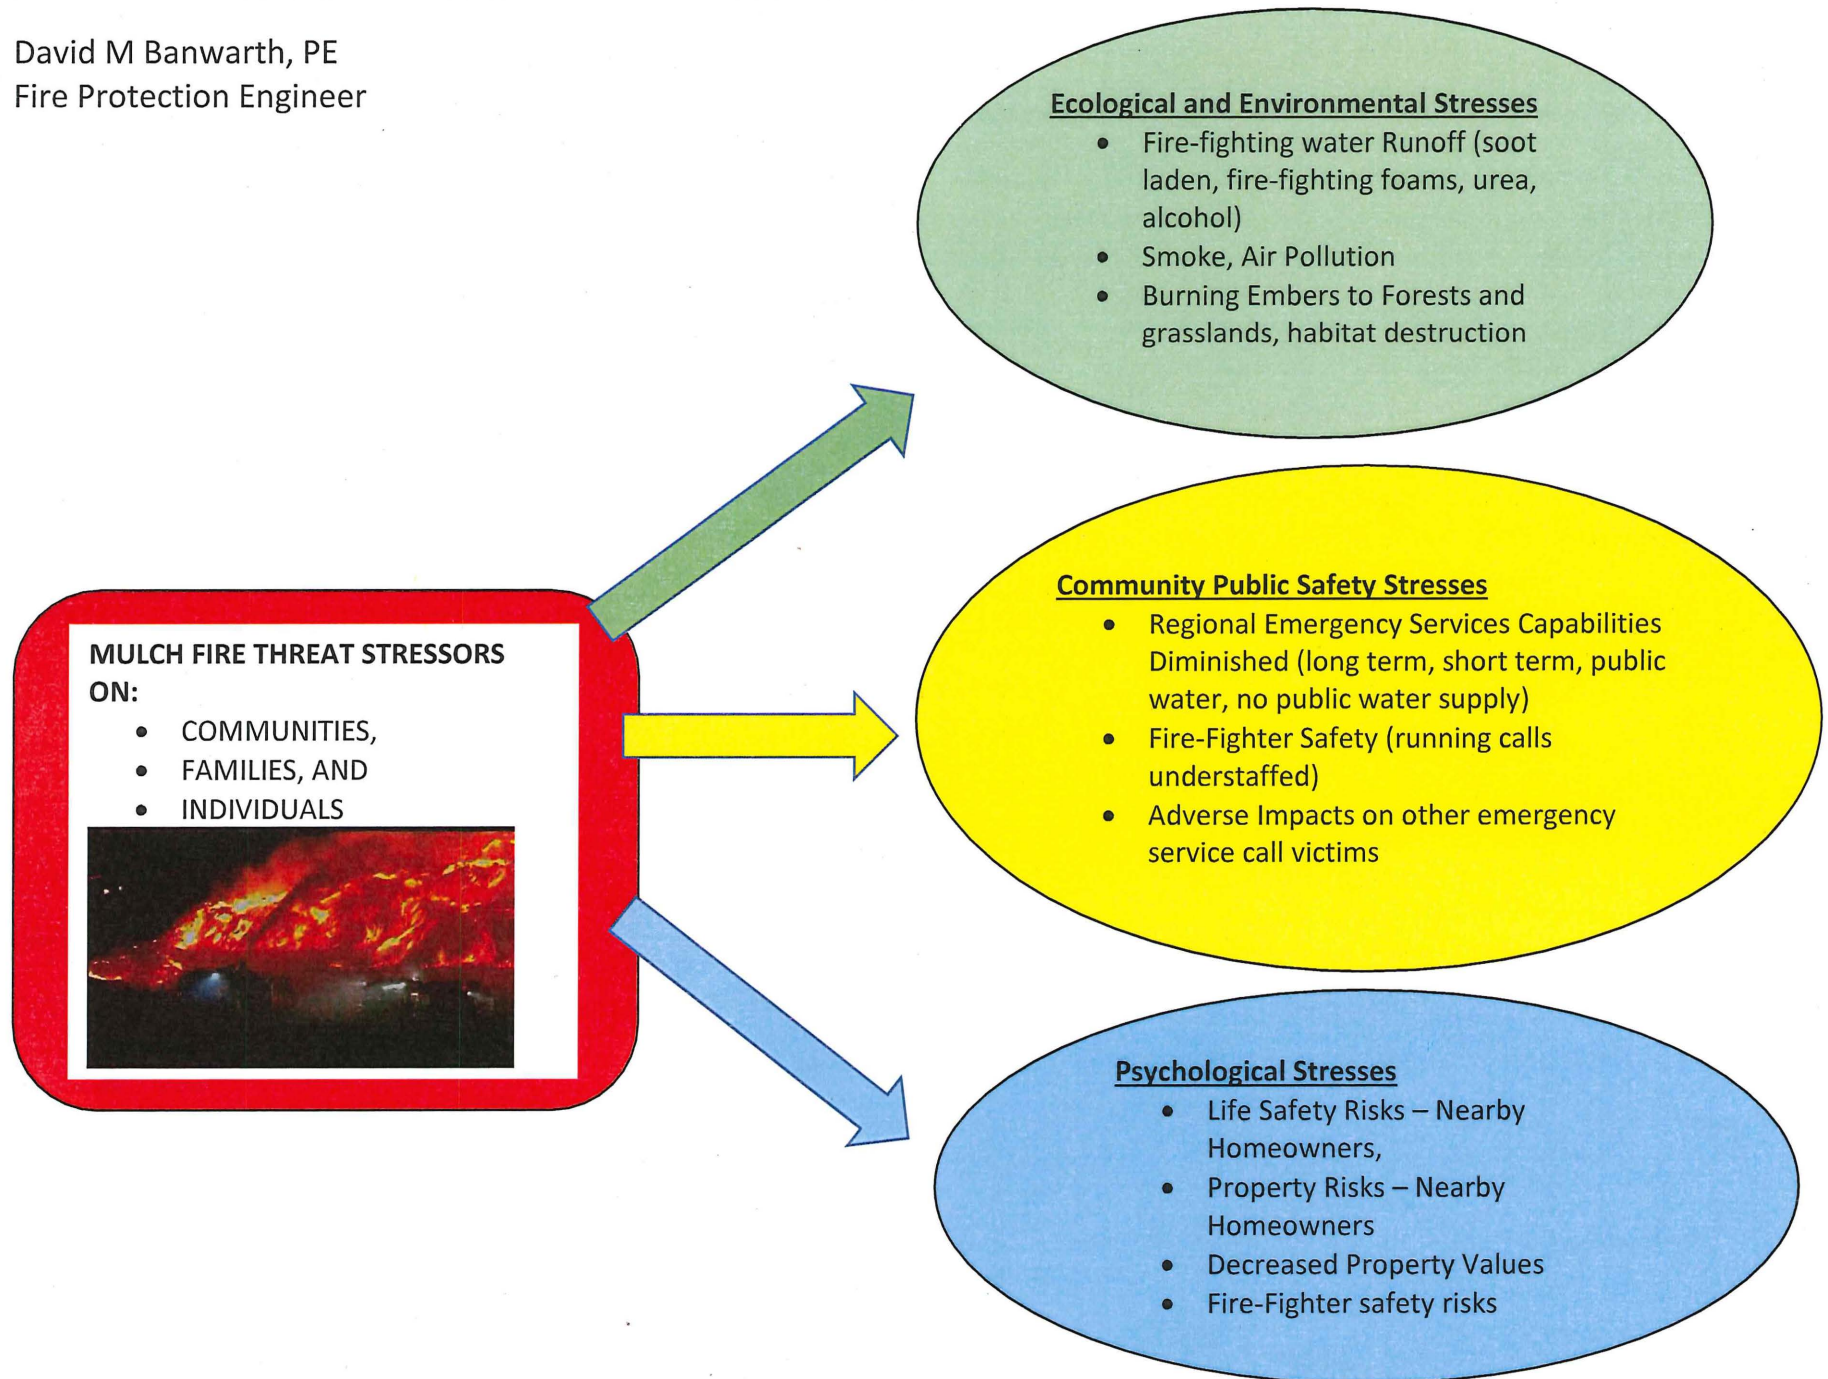 David M Banwarth, PE
Fire Protection Engineer
Ecological and Environmental Stresses
• Fire-fighting water Runoff (soot
laden, fire-fighting foams, urea,
alcohol)
• Smoke, Air Pollution
• Burning Embers to Forests and
grasslands, habitat destruction
MULCH FIRE THREAT STRESSORS
ON:
• COMMUNITIES,
• FAMILIES, AND
• INDIVIDUALS
Community Public Safety Stresses
• Regional Emergency Services Capabilities
Diminished (long term, short term, public
water, no public water supply)
• Fire-Fighter Safety (running calls
understaffed)
• Adverse Impacts on other emergency
service call victims
Psychological Stresses
• Life Safety Risks – Nearby
Homeowners,
• Property Risks – Nearby
Homeowners
• Decreased Property Values
• Fire-Fighter safety risks